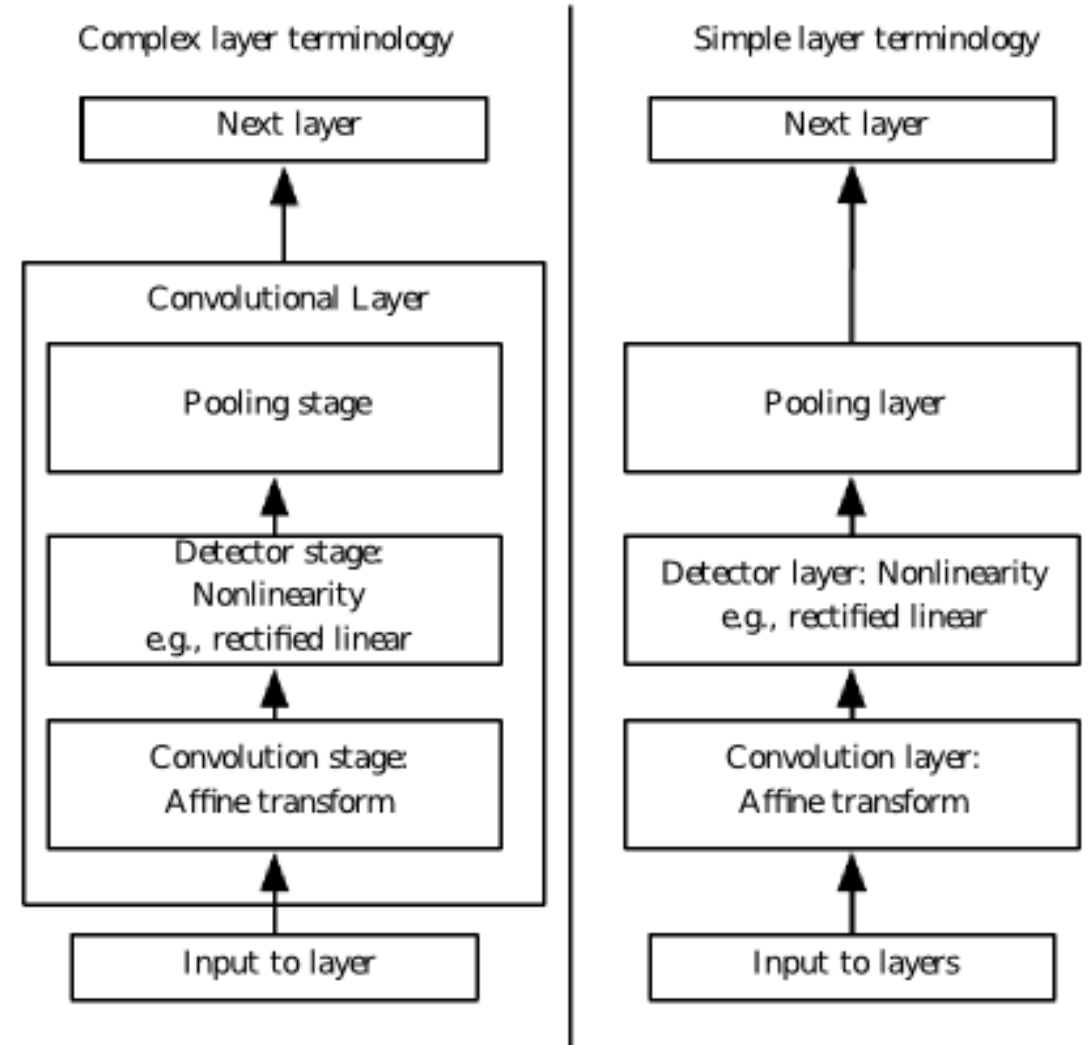 Complex layer terminology
Next layer
Convolutional Layer
Pooling stage
Detector stage:
Nonlinearity
e.g., rectified linear
Convolution stage:
Affine transform
Input to layer
Simple layer terminology
Next layer
Pooling layer
Detector layer: Nonlinearity
e.g., rectified linear
Convolution layer:
Affine transform
Input to layers